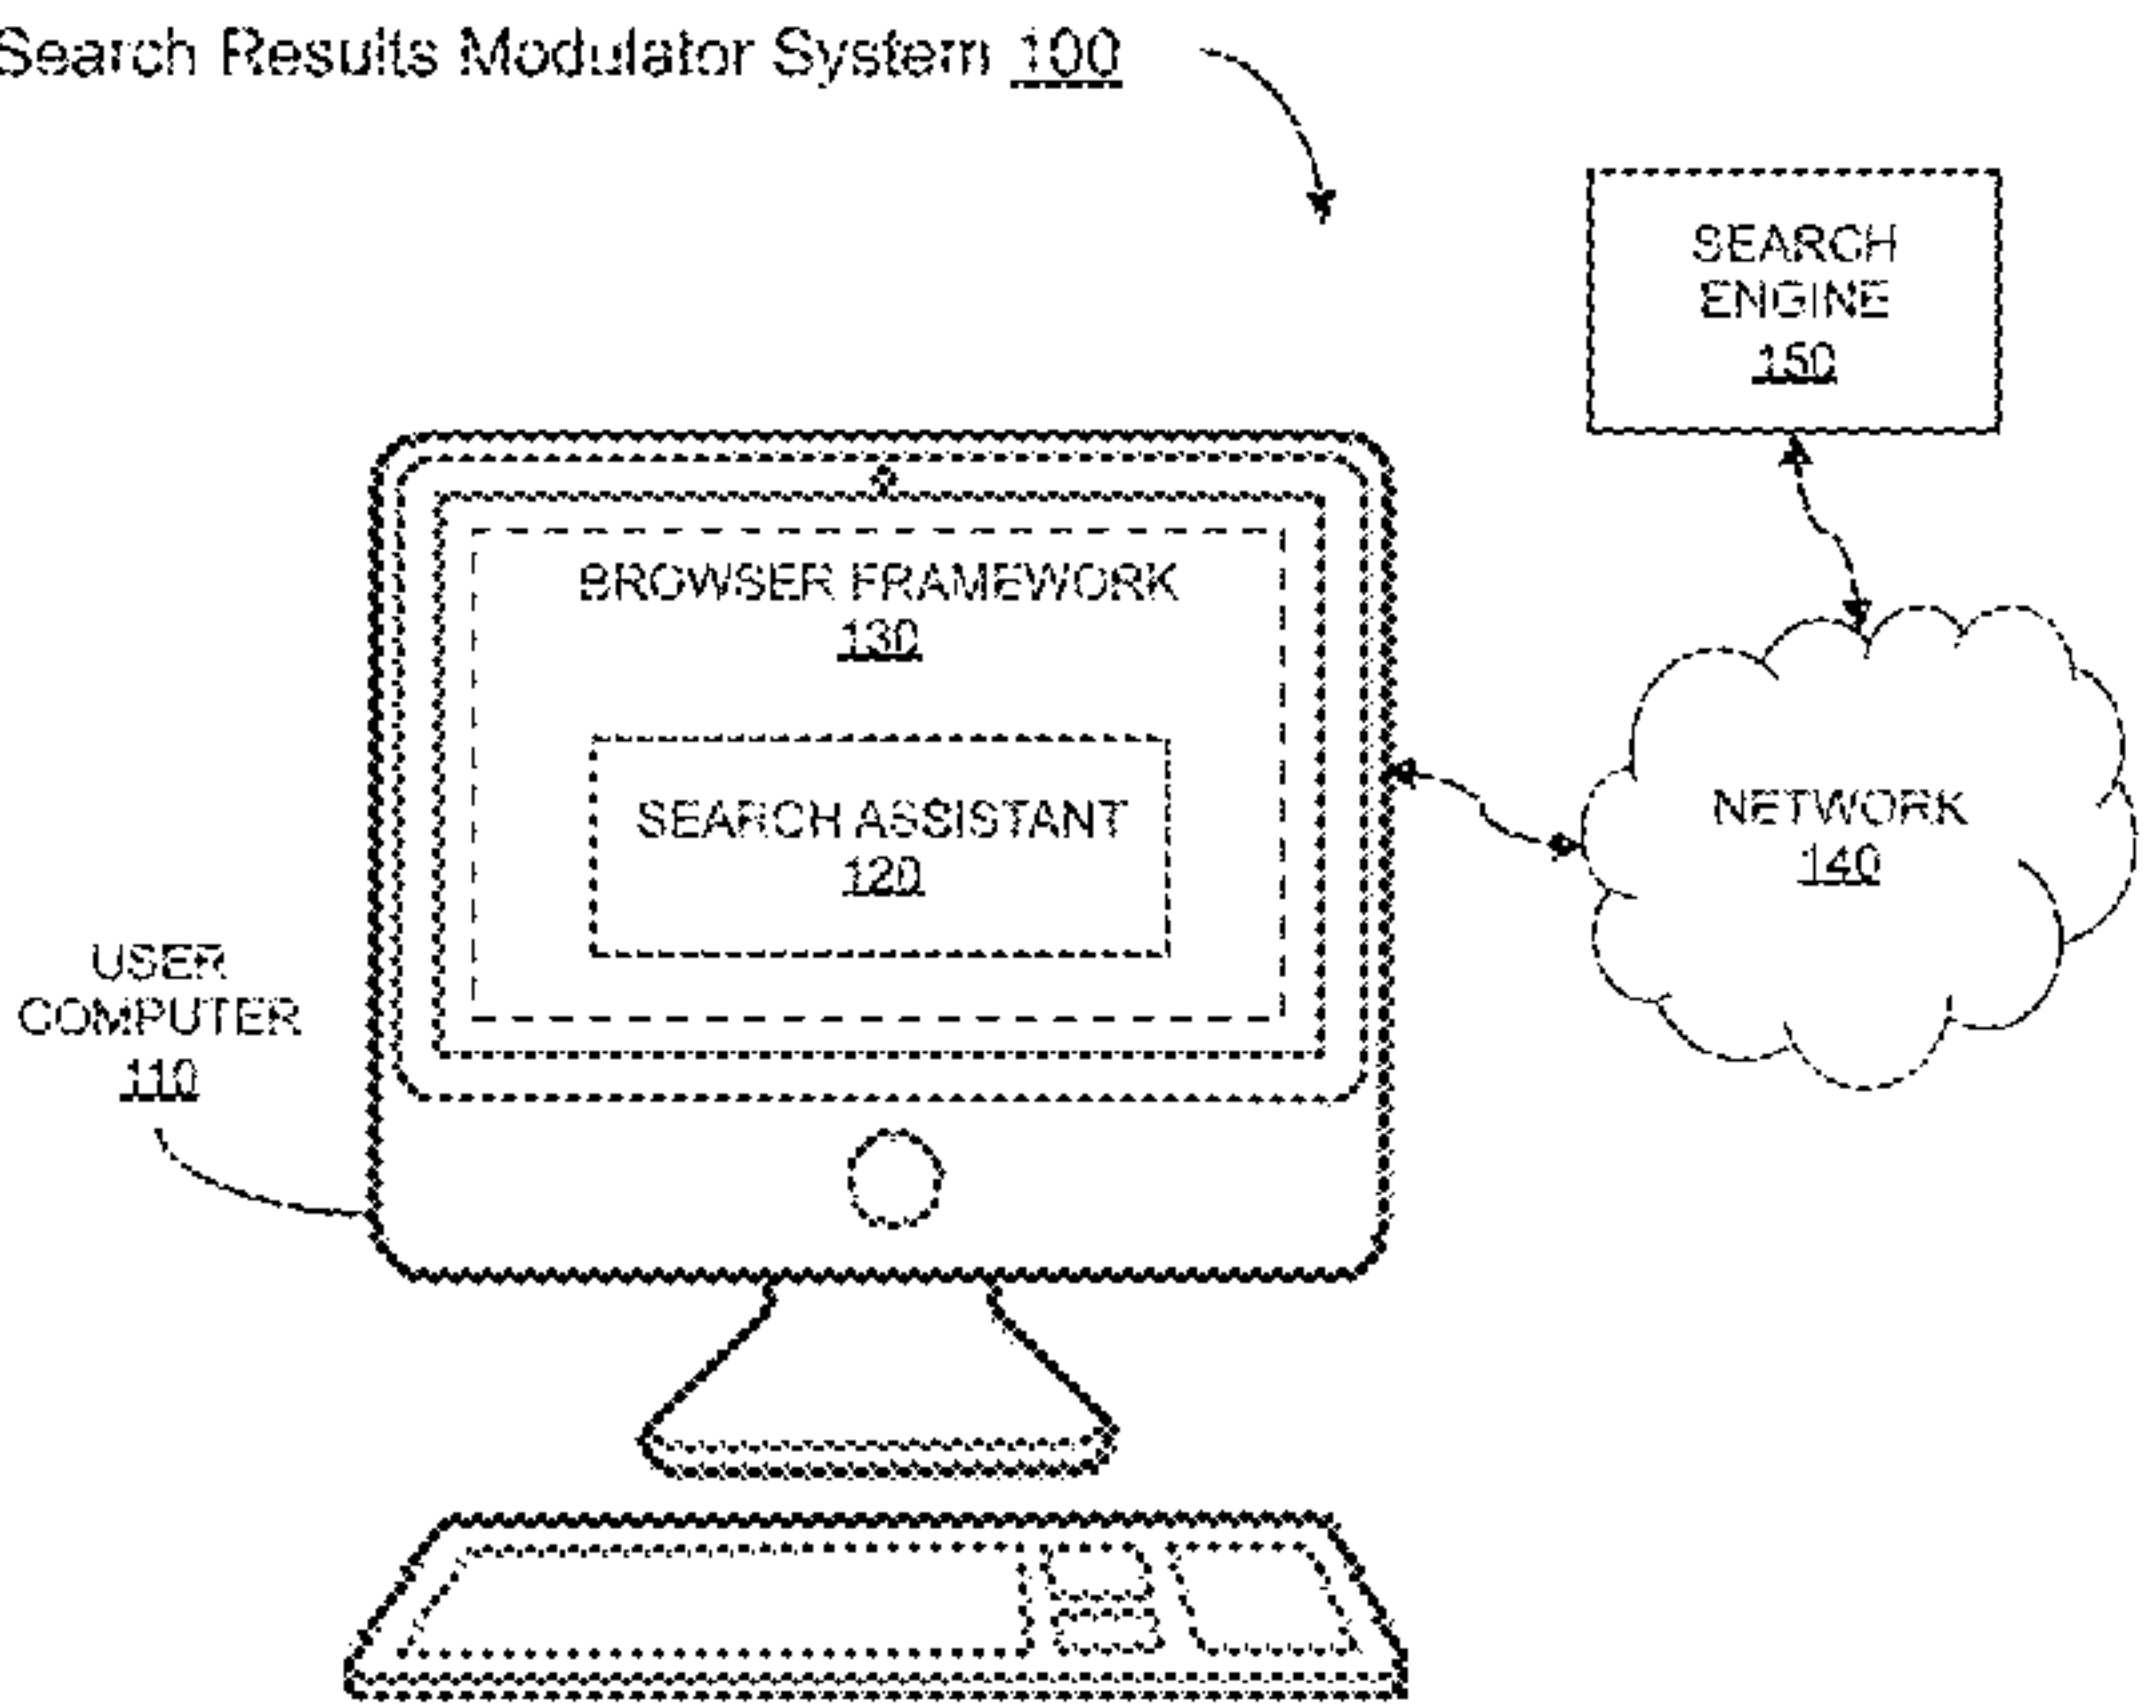 Search Results Modulator System 100
SEARCH
ENGINE
150
BROWSER FRAMEWORK
130
SEARCH ASSISTANT
120
NETWORK
140
USER
COMPUTER
110